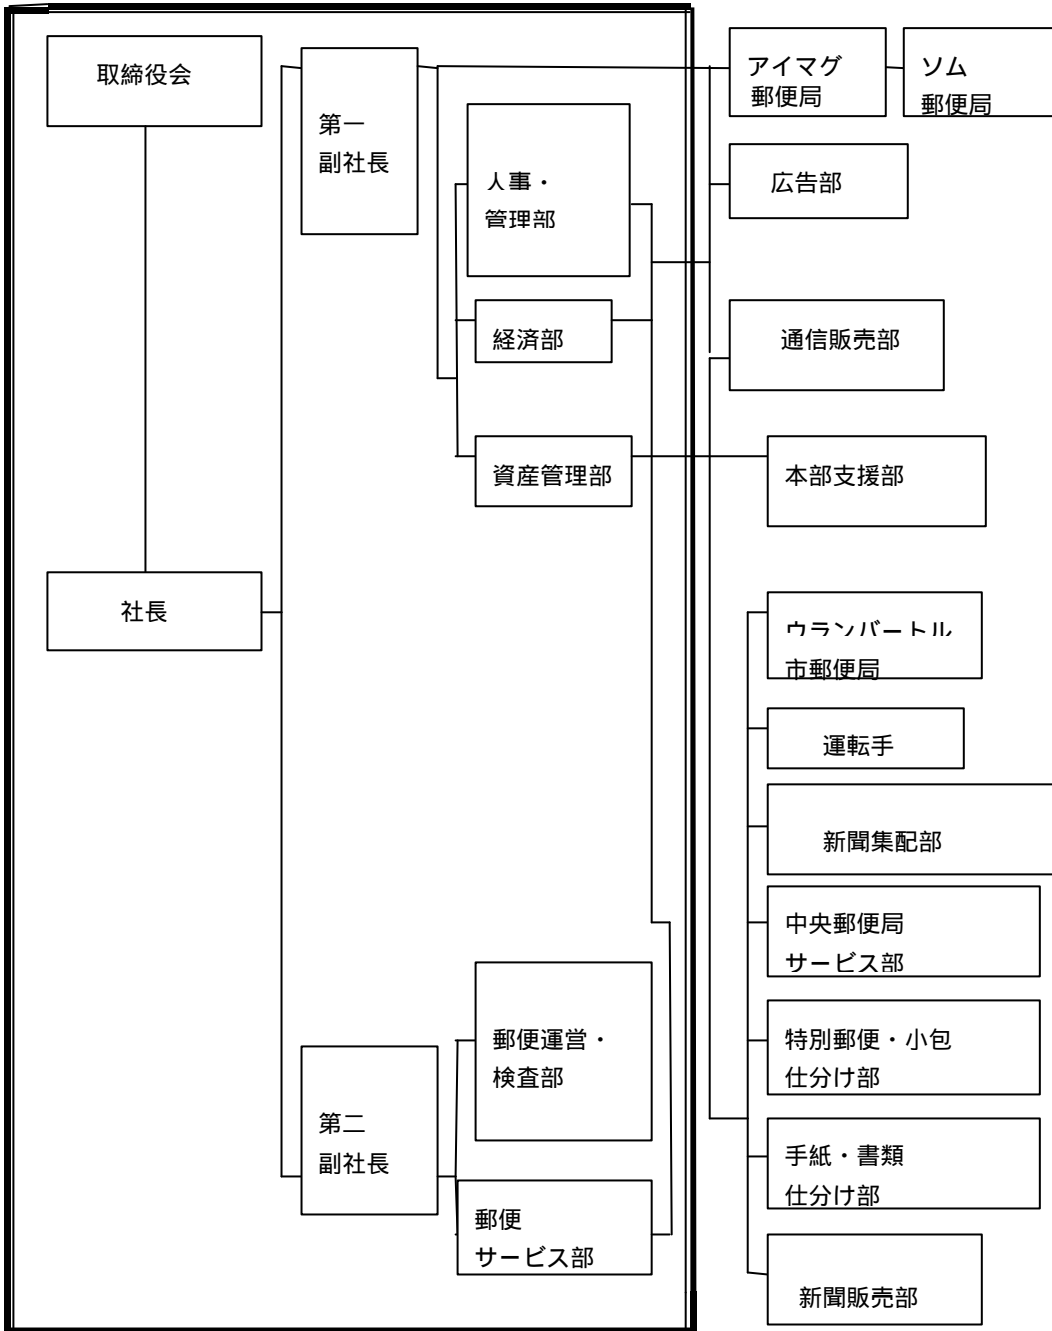 取締役会
社長
第一
副社長
人事・
管理部
経済部
資産管理部
第二
副社長
郵便運営・
検査部
郵便
サービス部
アイマグ
郵便局
ソム
郵便局
広告部
通信販売部
本部支援部
ウランバートル
市郵便局
運転手
新聞集配部
中央郵便局
サービス部
特別郵便・小包
仕分け部
手紙・書類
仕分け部
新聞販売部